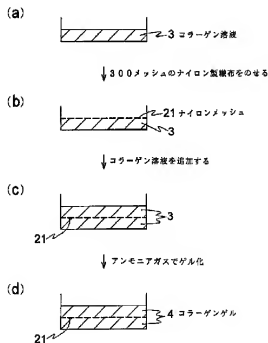 (a)
3 コラーゲン溶液
300メッシュのナイロン製織布をのせる
(b)
21 ナイロンメッシュ
3
コラーゲン溶液を追加する
(c)
3
21
アンモニアガスでゲル化
(d)
4 コラーゲンゲル
21